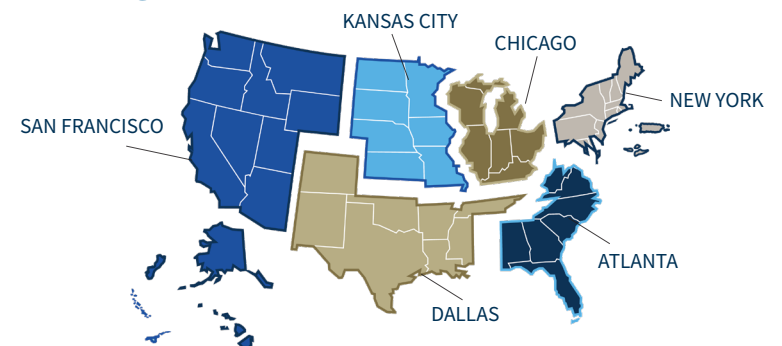 KANSAS CITY
CHICAGO
NEW YORK
SAN FRANCISCO
ATLANTA
DALLAS